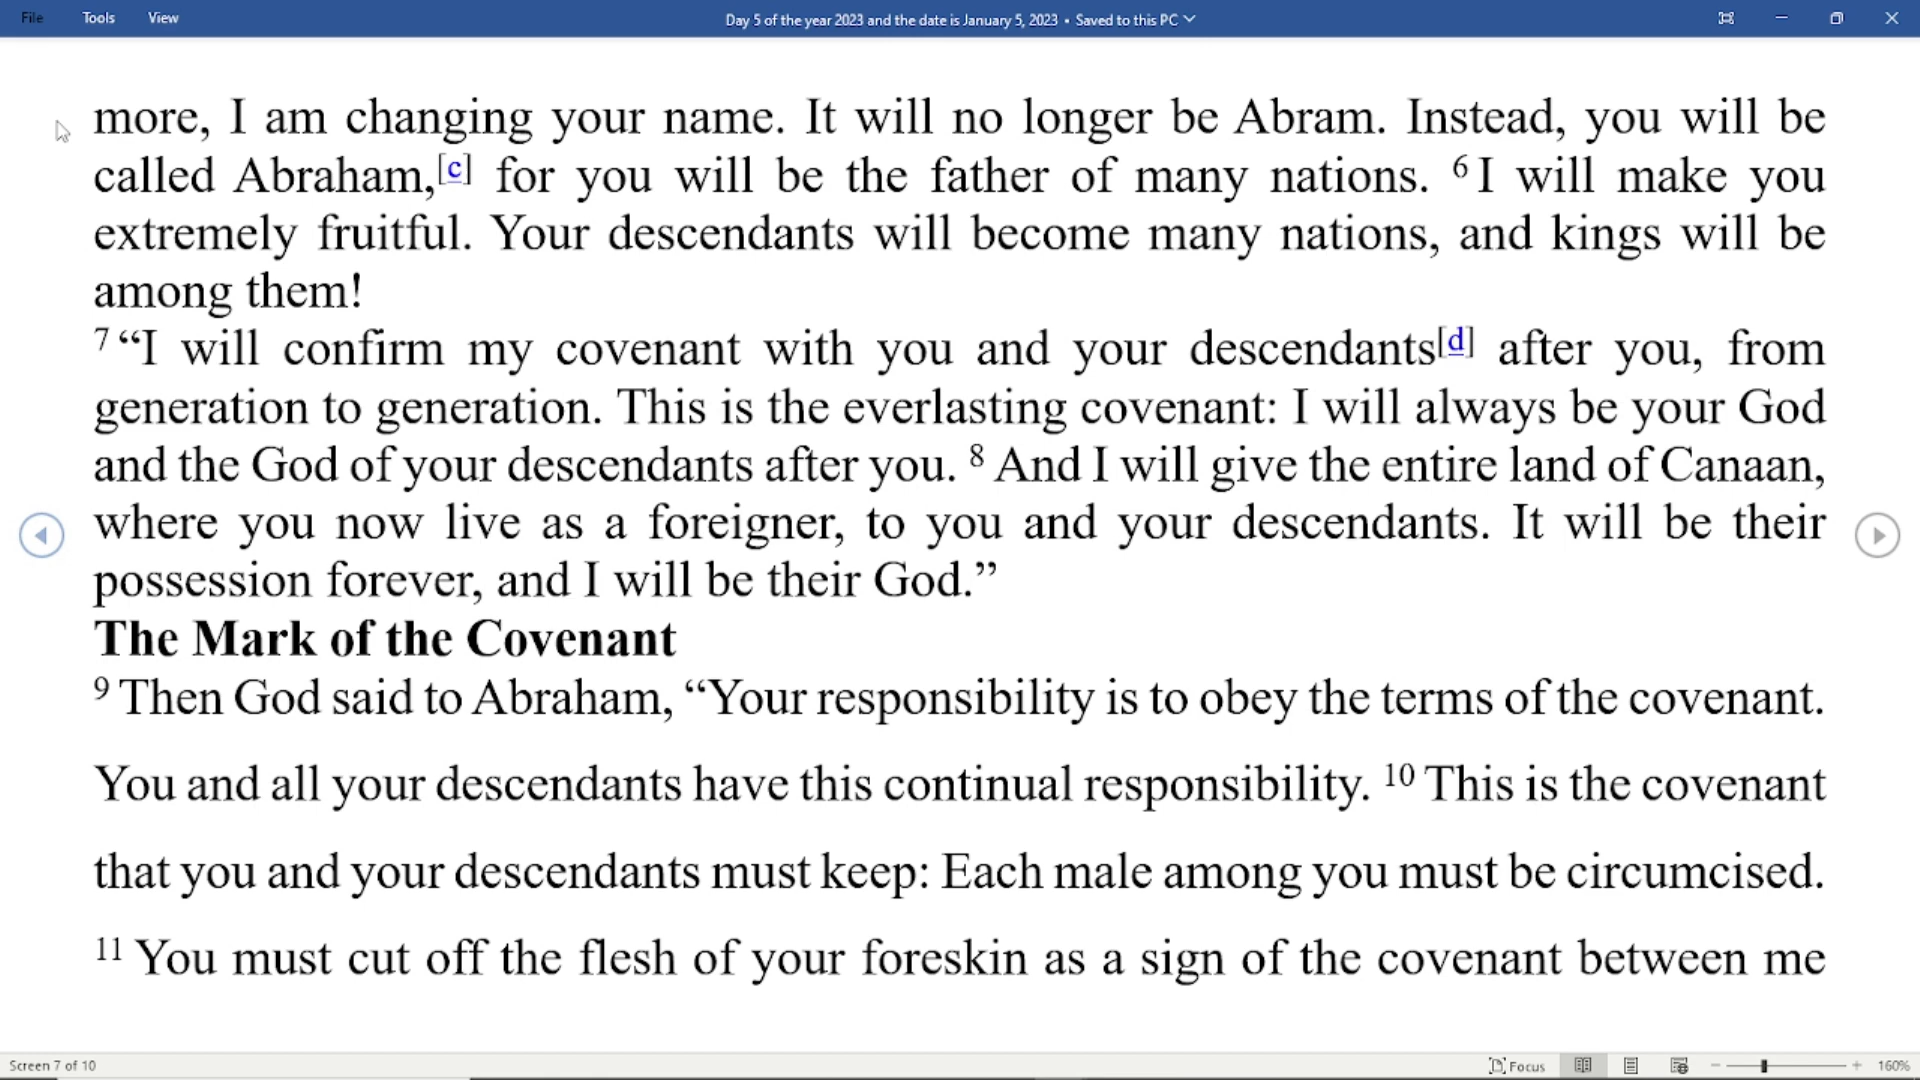 File Tools View Day 5 of the year 2023 and the date is January 5, 2023 • Saved to this PC
more, I am changing your name. It will no longer be Abram. Instead, you will be
called Abraham,[c] for you will be the father of many nations. 6 I will make you
extremely fruitful. Your descendants will become many nations, and kings will be
among them!
7 “I will confirm my covenant with you and your descendants[d] after you, from
generation to generation. This is the everlasting covenant: I will always be your God
and the God of your descendants after you. 8 And I will give the entire land of Canaan,
where you now live as a foreigner, to you and your descendants. It will be their
possession forever, and I will be their God.”
The Mark of the Covenant
9 Then God said to Abraham, “Your responsibility is to obey the terms of the covenant.
You and all your descendants have this continual responsibility. 10 This is the covenant
that you and your descendants must keep: Each male among you must be circumcised.
11 You must cut off the flesh of your foreskin as a sign of the covenant between me
Screen 7 of 10 Focus 160%